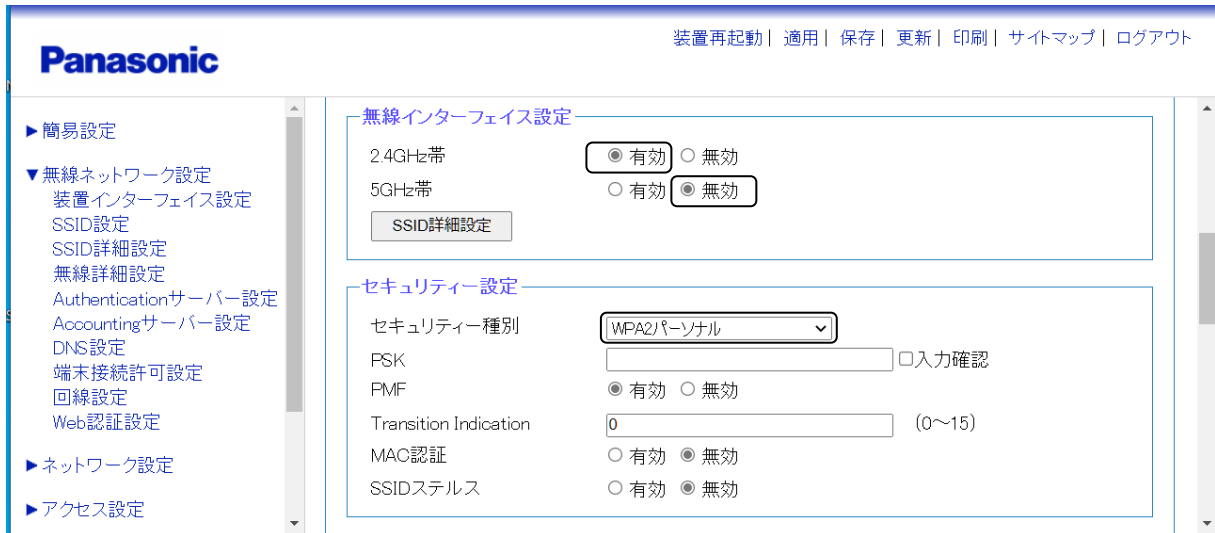 Panasonic
装置再起動| 適用| 保存| 更新| 印刷| サイトマップ| ログアウト
▶簡易設定
▼無線ネットワーク設定
装置インターフェイス設定
SSID設定
SSID詳細設定
無線詳細設定
Authenticationサーバー設定
Accountingサーバー設定
DNS設定
端末接続許可設定
回線設定
Web認証設定
▶ネットワーク設定
▶アクセス設定
無線インターフェイス設定
2.4GHz帯 有効 無効
5GHz帯 有効 無効
SSID詳細設定
セキュリティー設定
セキュリティー種別 WPA2パーソナル
PSK 入力確認
PMF 有効 無効
Transition Indication 0 (0～15)
MAC認証 有効 無効
SSIDステルス 有効 無効